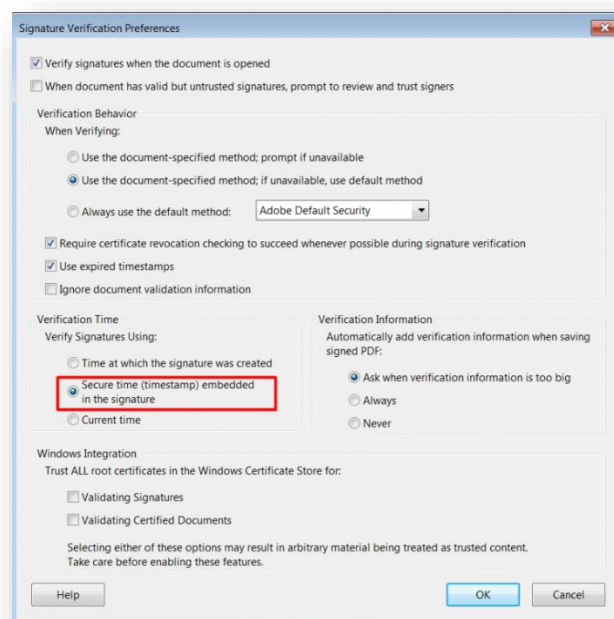 Signature Verification Preferences
Verify signatures when the document is opened
When document has valid but untrusted signatures, prompt to review and trust signers
Verification Behavior
When Verifying:
Use the document-specified method; prompt if unavailable
Use the document-specified method; if unavailable, use default method
Always use the default method: Adobe Default Security
Require certificate revocation checking to succeed whenever possible during signature verification
Use expired timestamps
Ignore document validation information
Verification Time
Verify Signatures Using:
Time at which the signature was created
Secure time (timestamp) embedded
in the signature
Current time
Verification Information
Automatically add verification information when saving
signed PDF:
Ask when verification information is too big
Always
Never
Windows Integration
Trust ALL root certificates in the Windows Certificate Store for:
Validating Signatures
Validating Certified Documents
Selecting either of these options may result in arbitrary material being treated as trusted content.
Take care before enabling these features.
Help
OK
Cancel